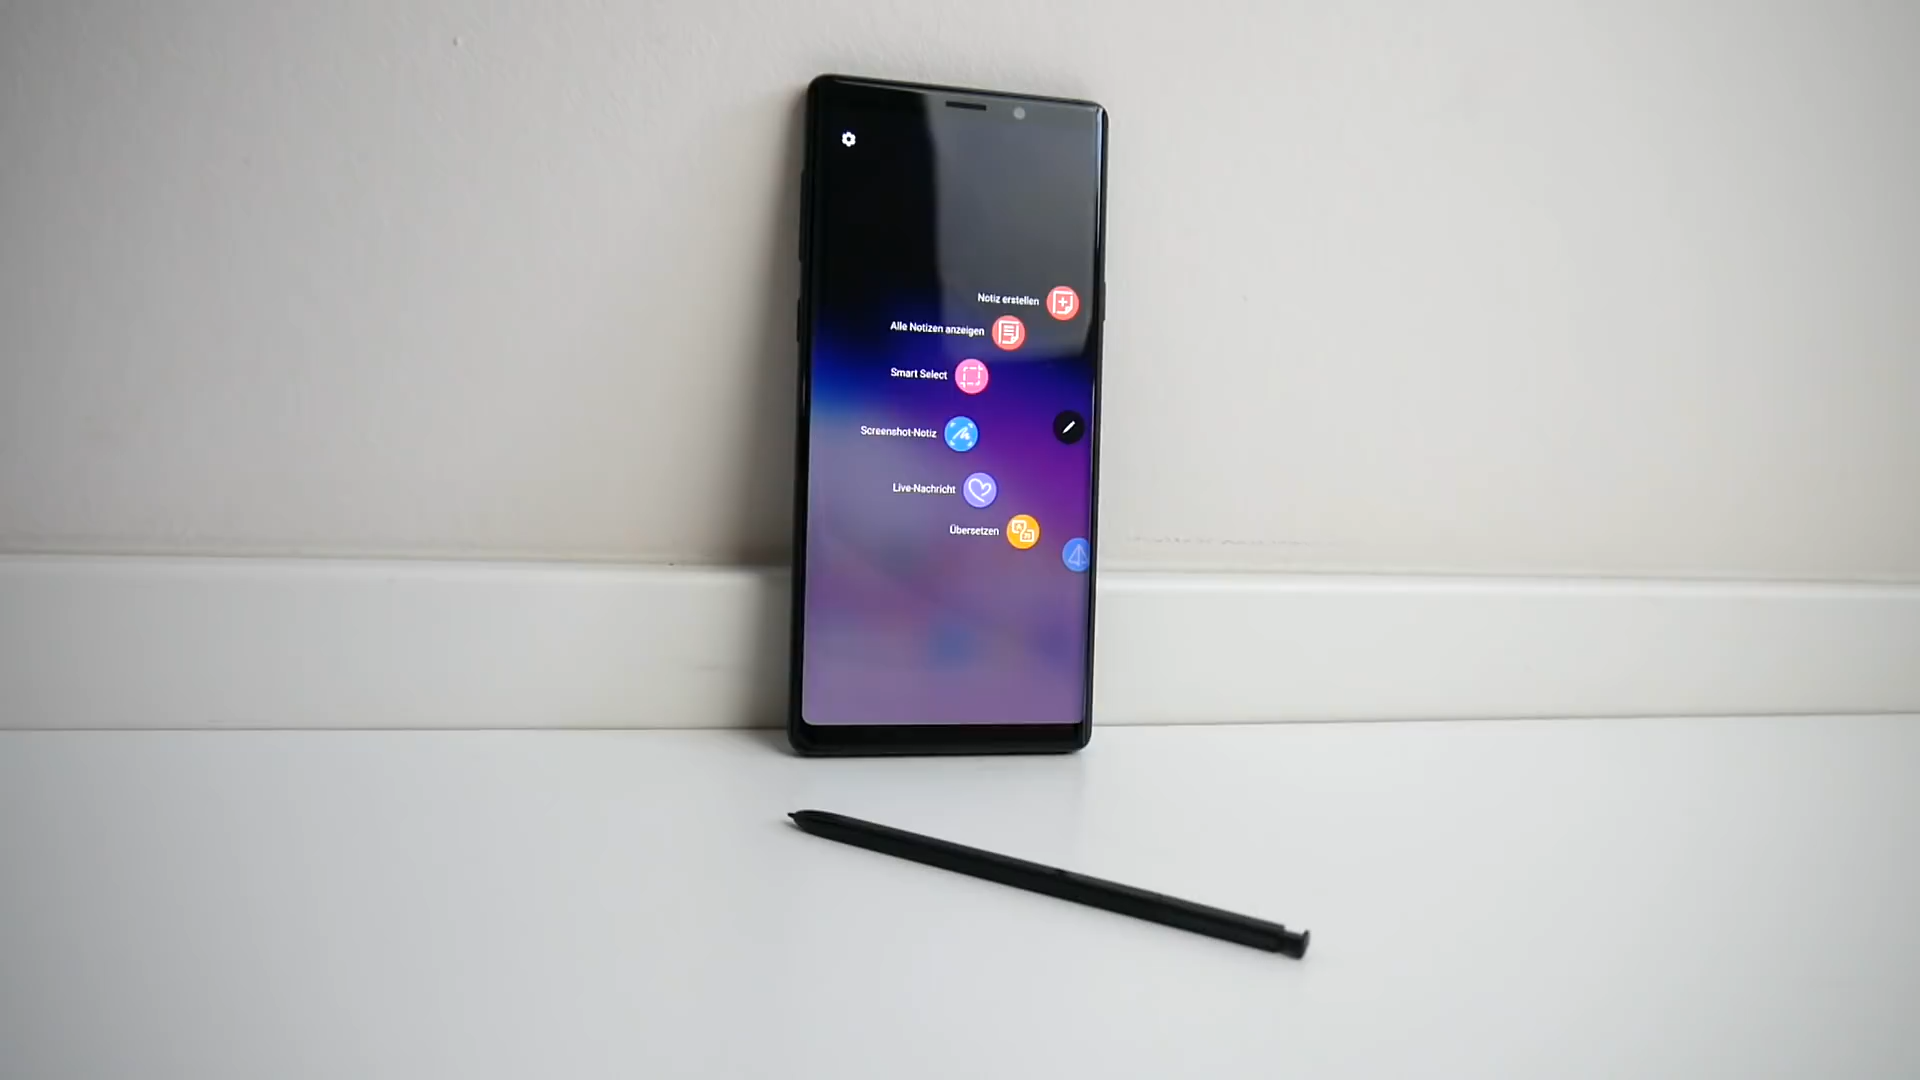 Notiz erstellen
Alle Notizen anzeigen
Smart Select
Screenshot-Notiz
Live-Nachricht
Übersetzen